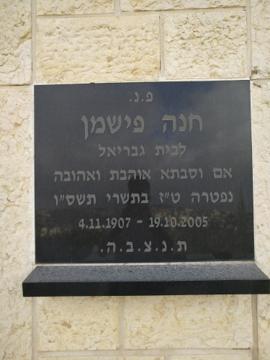 פ.נ.
חנה פישמן
לבית גבריאל
אם וסבתא אוהבת ואהובה
נפטרה ט"ז בתשרי תשס"ו
4.11.1907 - 19.10.2005
ת.נ.צ.ב.ה.